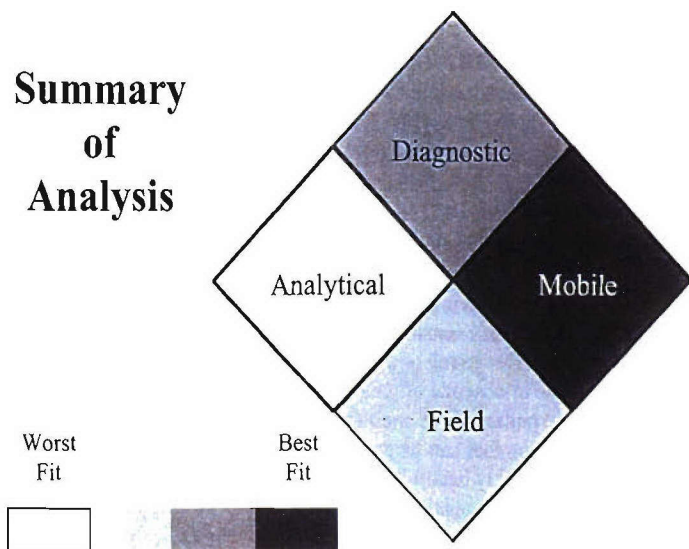 Summary
of
Analysis
Diagnostic
Analytical
Mobile
Field
Worst
Fit
Best
Fit